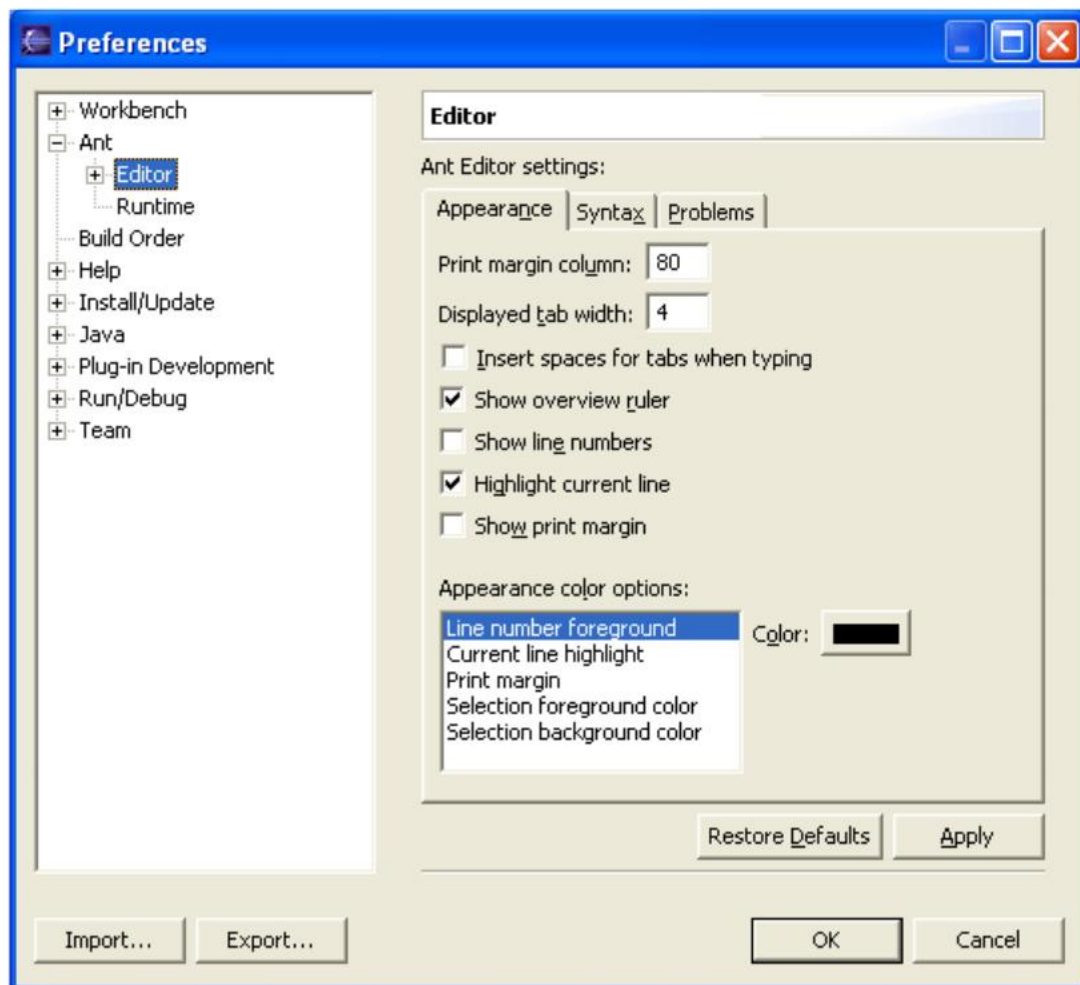 Preferences
Workbench
Ant
Editor
Runtime
Build Order
Help
Install/Update
Java
Plug-in Development
Run/Debug
Team
Editor
Ant Editor settings:
Appearance Syntax Problems
Print margin column: 80
Displayed tab width: 4
Insert spaces for tabs when typing
Show overview ruler
Show line numbers
Highlight current line
Show print margin
Appearance color options:
Line number foreground
Current line highlight
Print margin
Selection foreground color
Selection background color
Color:
Restore Defaults Apply
Import... Export... OK Cancel